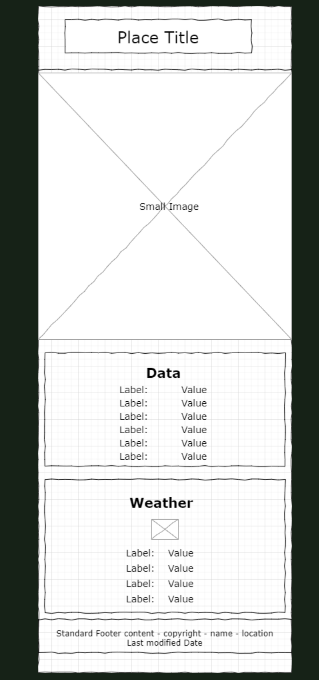 Place Title
Small Image
Data
Label: Value
Label: Value
Label: Value
Label: Value
Label: Value
Label: Value
Weather
Label: Value
Label: Value
Label: Value
Label: Value
Standard Footer content - copyright - name - location
Last modified Date